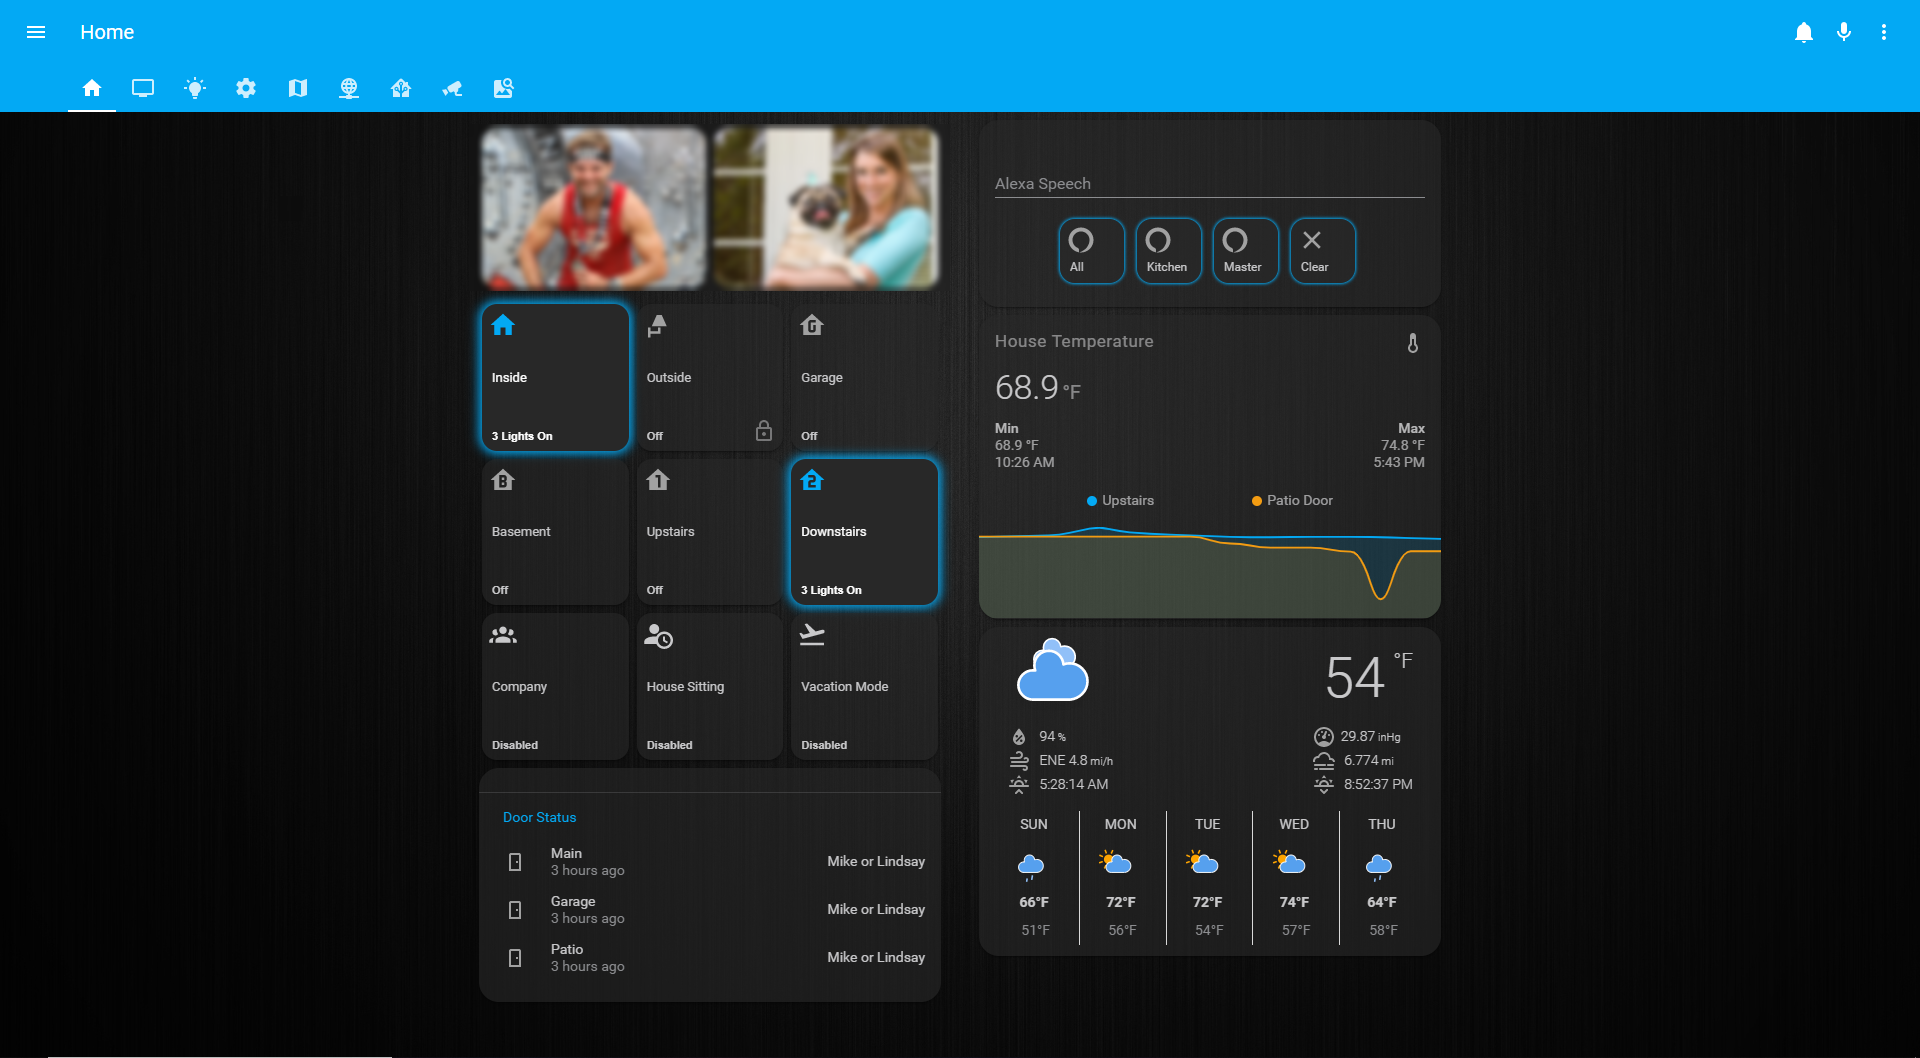 Home
Inside
3 Lights On
Outside
Off
G
Garage
Off
B
Basement
Off
1
Upstairs
Off
2
Downstairs
3 Lights On
Company
Disabled
House Sitting
Disabled
Vacation Mode
Disabled
Door Status
Main
3 hours ago
Mike or Lindsay
Garage
3 hours ago
Mike or Lindsay
Patio
3 hours ago
Mike or Lindsay
Alexa Speech
All
Kitchen
Master
Clear
House Temperature
68.9 °F
Min
68.9 °F
10:26 AM
Max
74.8 °F
5:43 PM
Upstairs
Patio Door
54 °F
94 %
ENE 4.8 mi/h
5:28:14 AM
29.87 inHg
6.774 mi
8:52:37 PM
SUN
66°F
51°F
MON
72°F
56°F
TUE
72°F
54°F
WED
74°F
57°F
THU
64°F
58°F